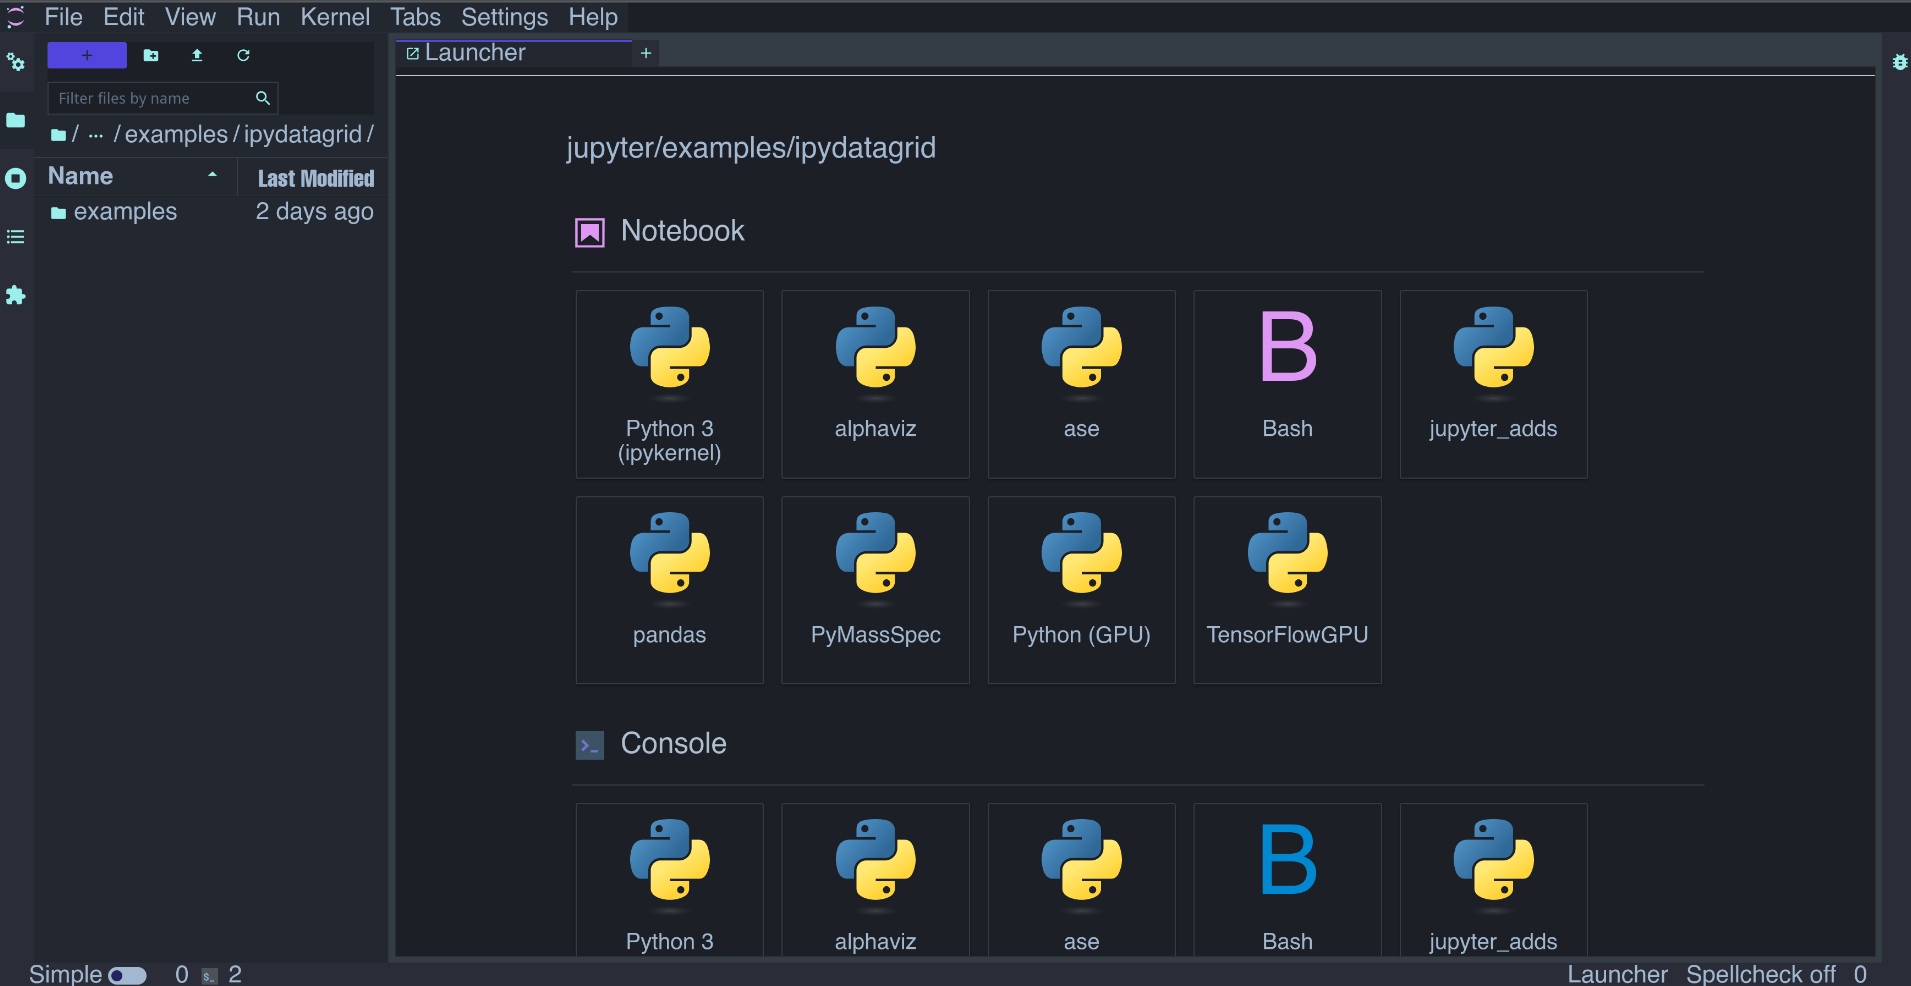 File Edit View Run Kernel Tabs Settings Help
+
Launcher
+
Filter files by name
/ ... / examples / ipydatagrid /
Name
Last Modified
examples
2 days ago
jupyter/examples/ipydatagrid
Notebook
Python 3
(ipykernel)
alphaviz
ase
B
Bash
jupyter_adds
pandas
PyMassSpec
Python (GPU)
TensorFlowGPU
>_
Console
Python 3
alphaviz
ase
B
Bash
jupyter_adds
Simple 0 $_ 2
Launcher Spellcheck off 0